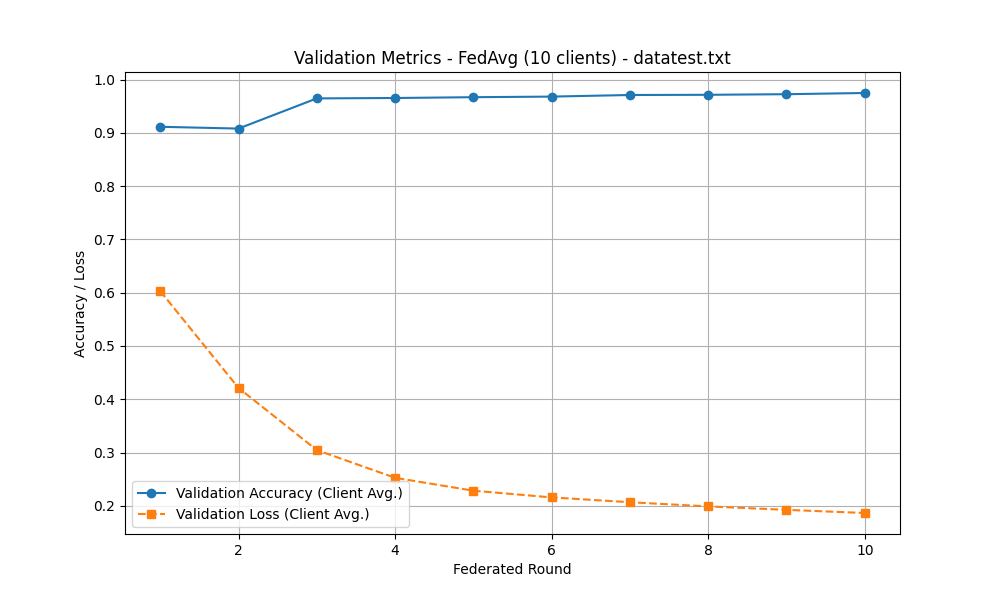 Validation Metrics - FedAvg (10 clients) - datatest.txt
1.0
0.9
0.8
0.7
0.6
0.5
0.4
0.3
0.2
Accuracy / Loss
Validation Accuracy (Client Avg.)
Validation Loss (Client Avg.)
2 4 6 8 10
Federated Round